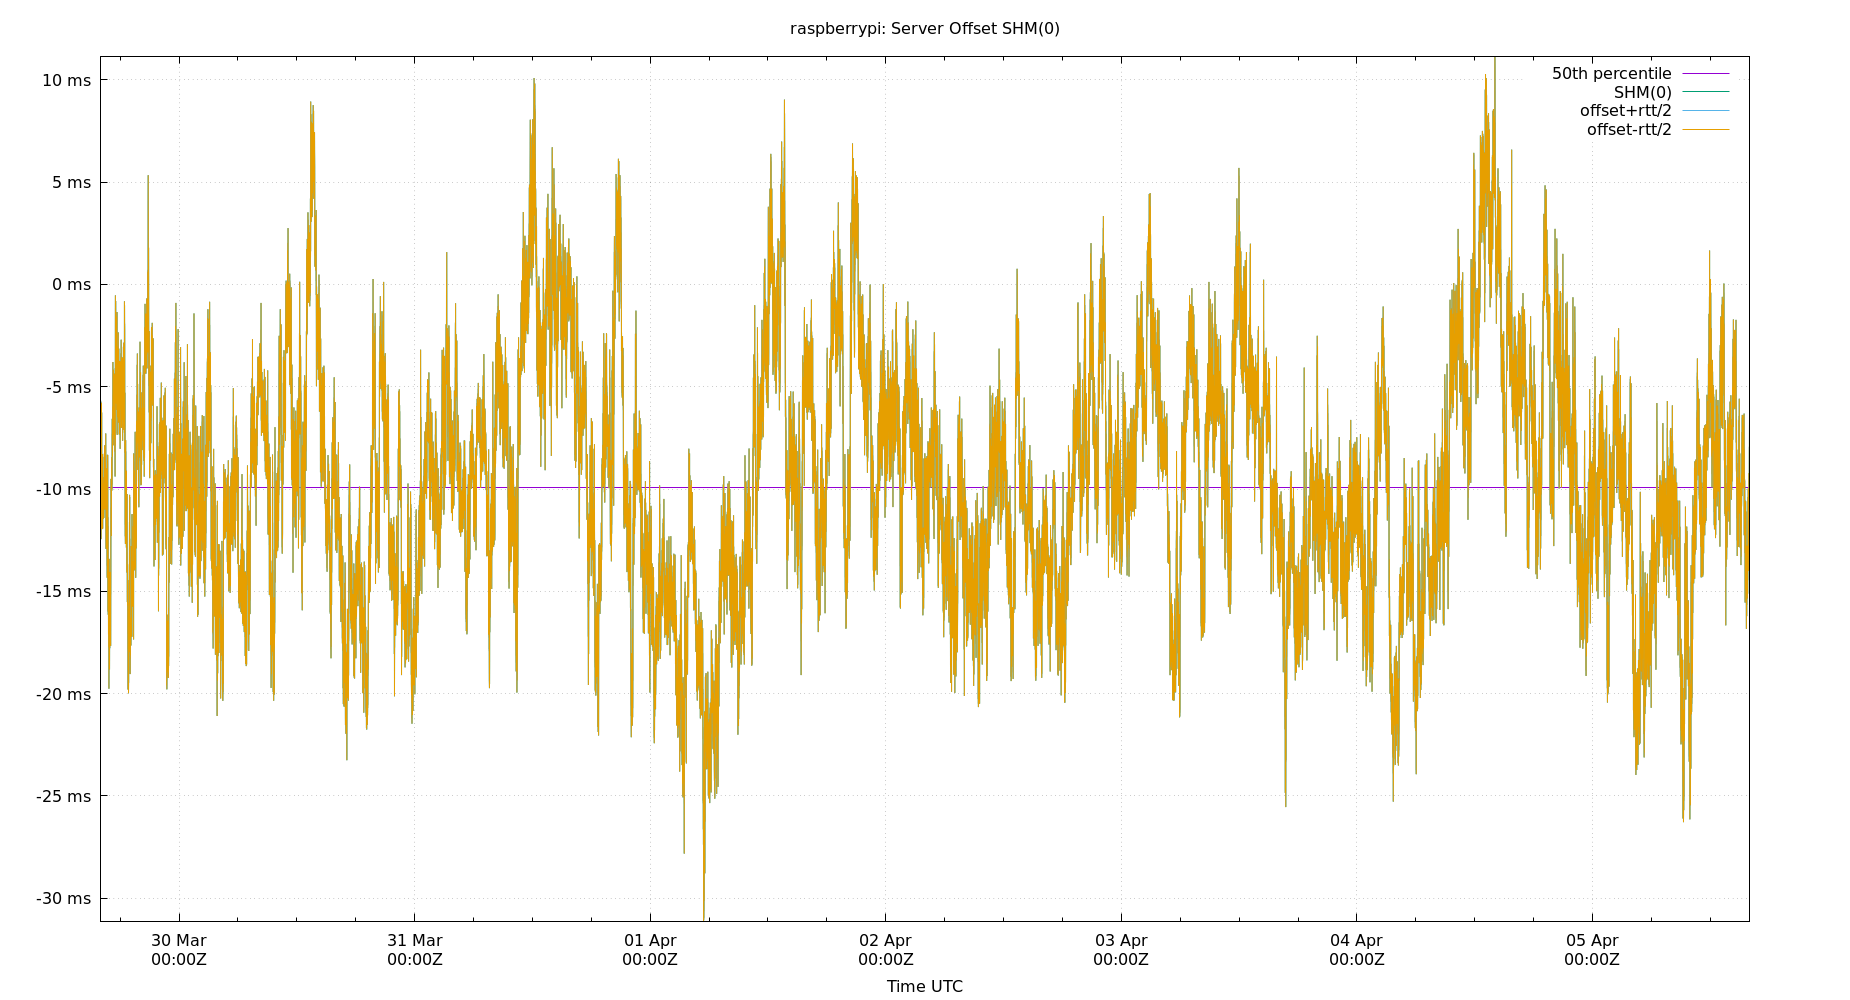 raspberrypi: Server Offset SHM(0)
50th percentile
SHM(0)
offset+rtt/2
offset-rtt/2
10 ms
5 ms
0 ms
-5 ms
-10 ms
-15 ms
-20 ms
-25 ms
-30 ms
30 Mar 31 Mar 01 Apr 02 Apr 03 Apr 04 Apr 05 Apr
00:00Z 00:00Z 00:00Z 00:00Z 00:00Z 00:00Z 00:00Z
Time UTC